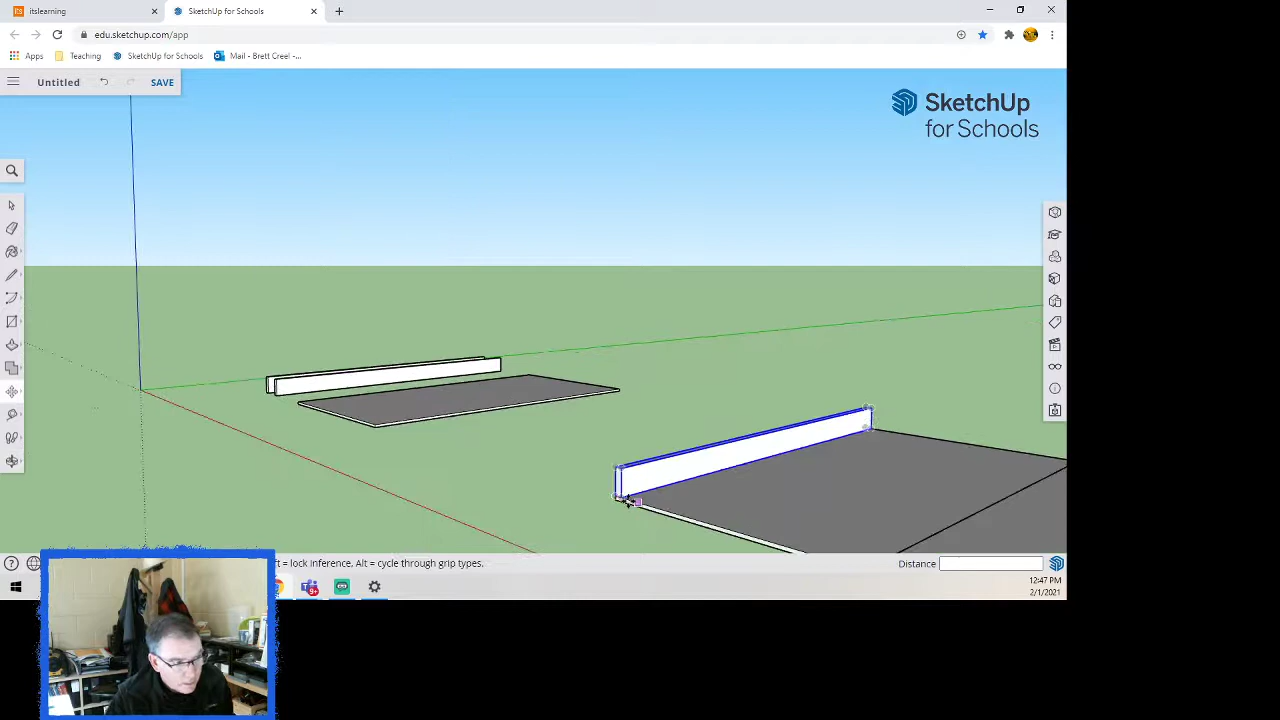 itslearning
SketchUp for Schools
edu.sketchup.com/app
Apps
Teaching
SketchUp for Schools
Mail - Brett Creel -...
Untitled
SAVE
SketchUp
for Schools
= lock inference, Alt = cycle through grip types.
Distance
9+
12:47 PM
2/1/2021